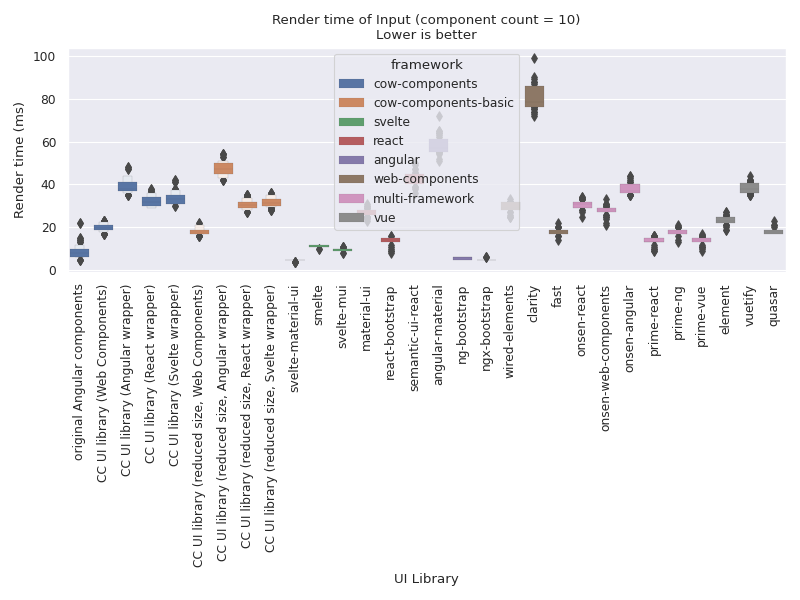 Render time of Input (component count = 10)
Lower is better
Render time (ms)
100
80
60
40
20
0
framework
cow-components
cow-components-basic
svelte
react
angular
web-components
multi-framework
vue
original Angular components
CC UI library (Web Components)
CC UI library (Angular wrapper)
CC UI library (React wrapper)
CC UI library (Svelte wrapper)
CC UI library (reduced size, Web Components)
CC UI library (reduced size, Angular wrapper)
CC UI library (reduced size, React wrapper)
CC UI library (reduced size, Svelte wrapper)
svelte-material-ui
smelte
svelte-mui
material-ui
react-bootstrap
semantic-ui-react
angular-material
ng-bootstrap
ngx-bootstrap
wired-elements
clarity
fast
onsen-react
onsen-web-components
onsen-angular
prime-react
prime-ng
prime-vue
element
vuetify
quasar
UI Library